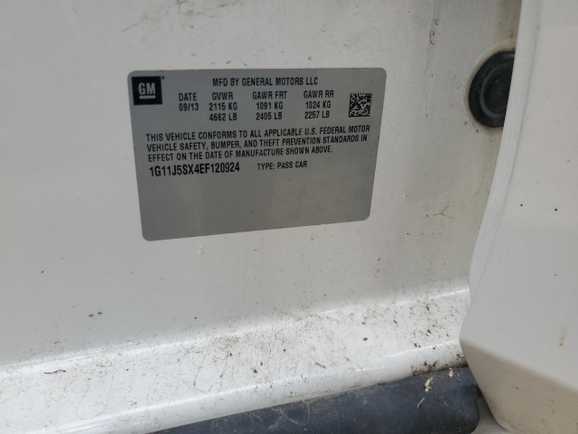 GM
MFD BY GENERAL MOTORS LLC
DATE GVWR GAWR FRT GAWR RR
09/13 2115 KG 1091 KG 1024 KG
4662 LB 2405 LB 2257 LB
THIS VEHICLE CONFORMS TO ALL APPLICABLE U.S. FEDERAL MOTOR
VEHICLE SAFETY, BUMPER, AND THEFT PREVENTION STANDARDS IN
EFFECT ON THE DATE OF MANUFACTURE SHOWN ABOVE.
1G11J5SX4EF120924 TYPE: PASS CAR